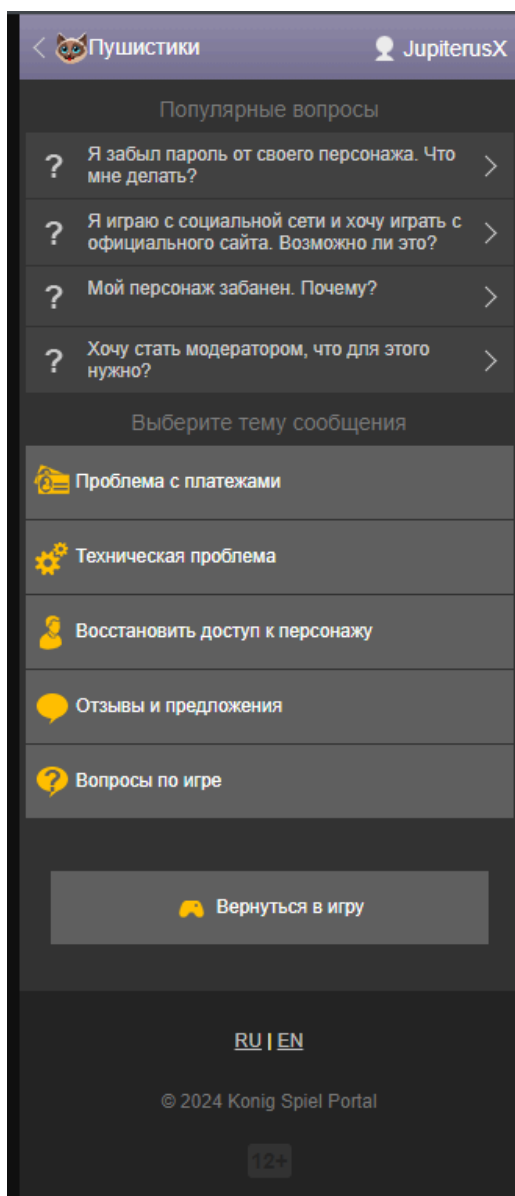 Пушистики
JupiterusX
Популярные вопросы
Я забыл пароль от своего персонажа. Что
мне делать?
Я играю с социальной сети и хочу играть с
официального сайта. Возможно ли это?
Мой персонаж забанен. Почему?
Хочу стать модератором, что для этого
нужно?
Выберите тему сообщения
Проблема с платежами
Техническая проблема
Восстановить доступ к персонажу
Отзывы и предложения
Вопросы по игре
Вернуться в игру
RU | EN
© 2024 Konig Spiel Portal
12+